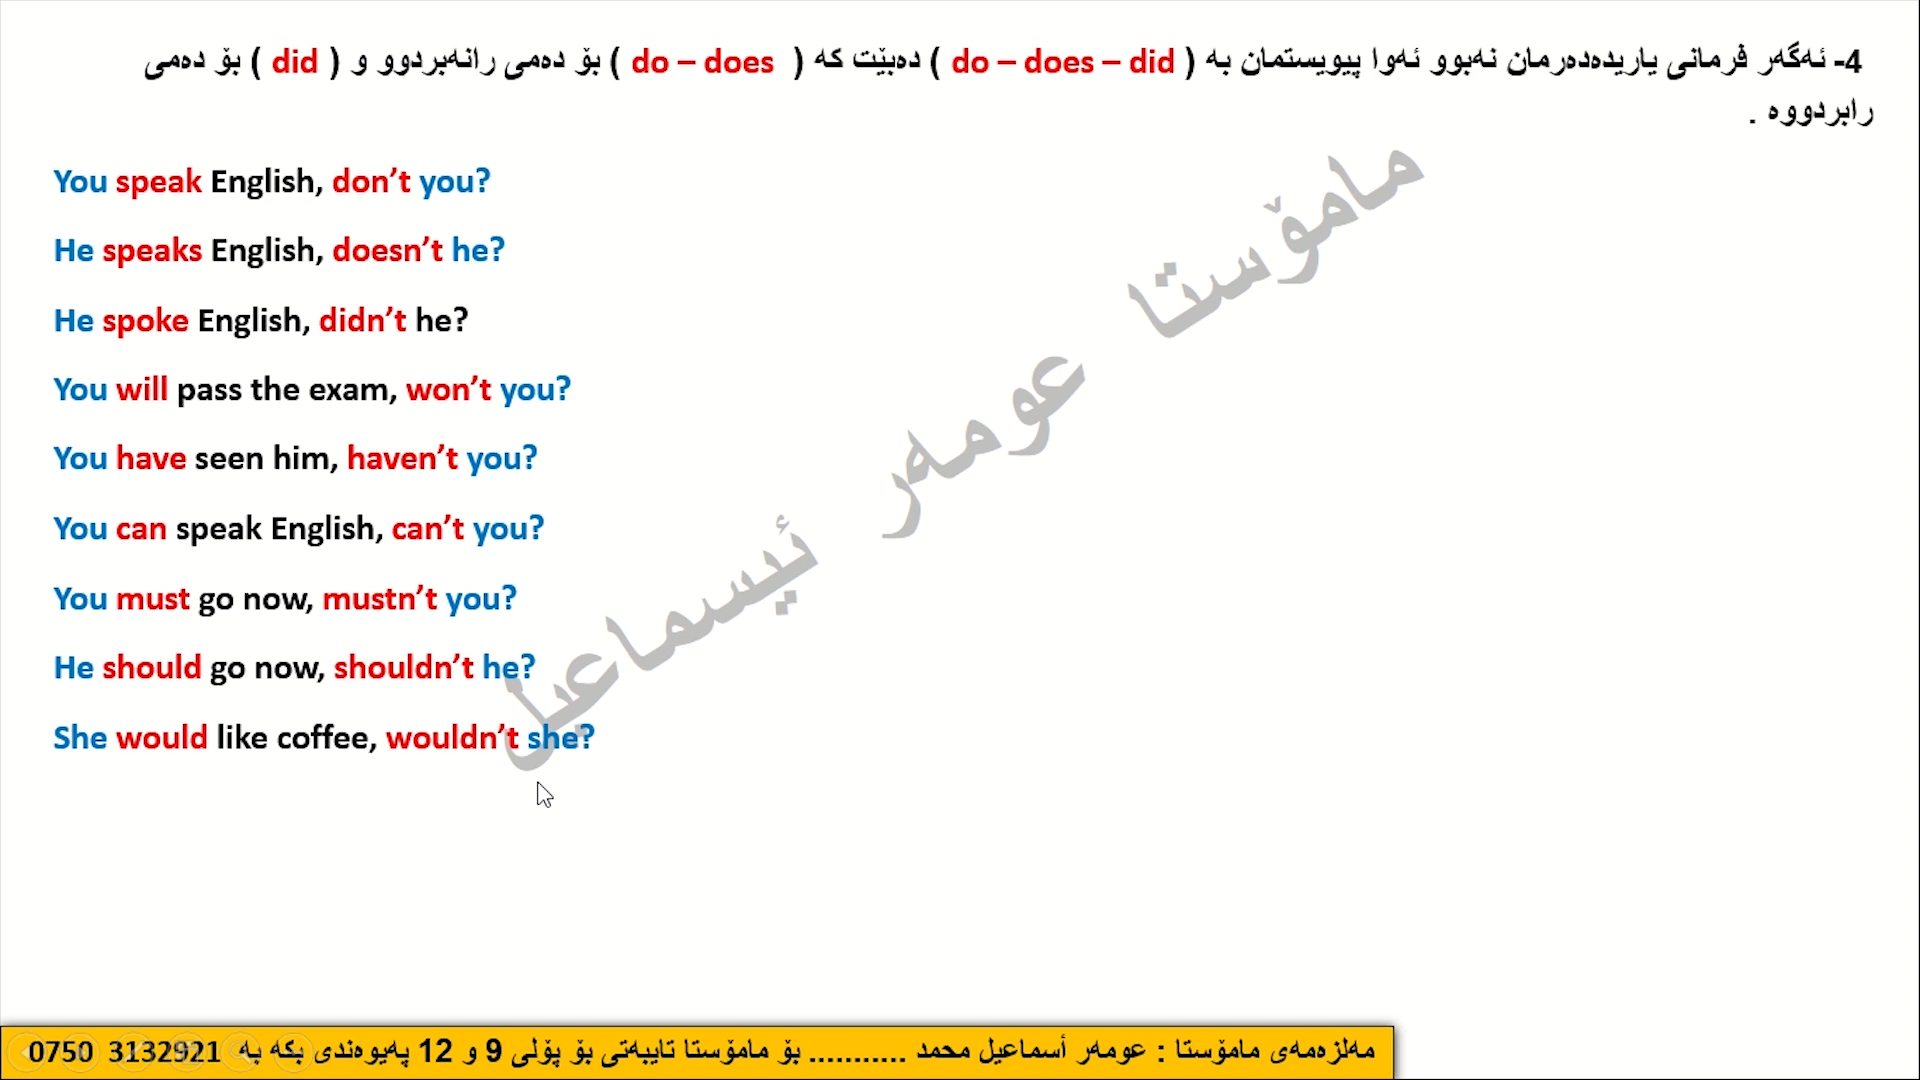 4- ئەگەر فرمانی یاریدەدەرمان نەبوو ئەوا پیویستمان بە ( do – does – did ) دەبێت کە ( do – does ) بۆ دەمی رانەبردوو و ( did ) بۆ دەمی
رابردووە .
You speak English, don’t you?
He speaks English, doesn’t he?
He spoke English, didn’t he?
You will pass the exam, won’t you?
You have seen him, haven’t you?
You can speak English, can’t you?
You must go now, mustn’t you?
He should go now, shouldn’t he?
She would like coffee, wouldn’t she?
مامۆستا عومەر ئیسماعیل
مەلزەمەی مامۆستا : عومەر أسماعیل محمد ........... بۆ مامۆستا تایبەتی بۆ پۆلی 9 و 12 پەیوەندی بکە بە 0750 3132921